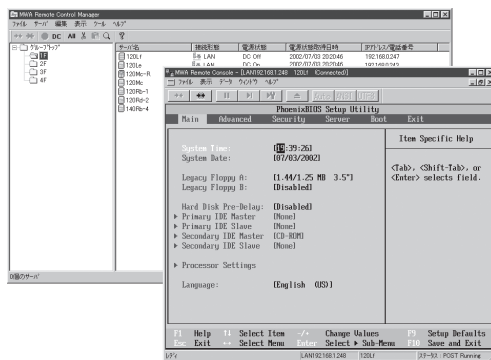 MWA Remote Control Manager
ファイル サーバ 編集 表示 ツール ヘルプ
DC All
グループトップ
1F
2F
3F
4F
サーバ名 接続形態 電源状態 電源状態取得日時 IPアドレス/電話番号
120Lf LAN DC Off 2002/07/03 20:20:46 192.168.0.247
120Le LAN DC On 2002/07/03 20:20:46
120Mc-R
120Mc
120Rb-1
120Rd-2
140Rb-4
0個のサーバ
MWA Remote Console - [LAN192.168.1.248 120Lf (Connected)]
ファイル 表示 データ ウィンドウ ヘルプ
Auto ANSI UTF8
PhoenixBIOS Setup Utility
Main Advanced Security Server Boot Exit
Item Specific Help
System Time: [19:39:26]
System Date: [07/03/2002]
<Tab>, <Shift-Tab>, or
<Enter> selects field.
Legacy Floppy A: [1.44/1.25 MB 3.5"]
Legacy Floppy B: [Disabled]
Hard Disk Pre-Delay: [Disabled]
Primary IDE Master [None]
Primary IDE Slave [None]
Secondary IDE Master [CD-ROM]
Secondary IDE Slave [None]
Processor Settings
Language: [English (US)]
F1 Help ↑↓ Select Item -/+ Change Values F9 Setup Defaults
Esc Exit ↔ Select Menu Enter Select ▶ Sub-Menu F10 Save and Exit
レディ LAN192.168.1.248 120Lf ステータス : POST Running